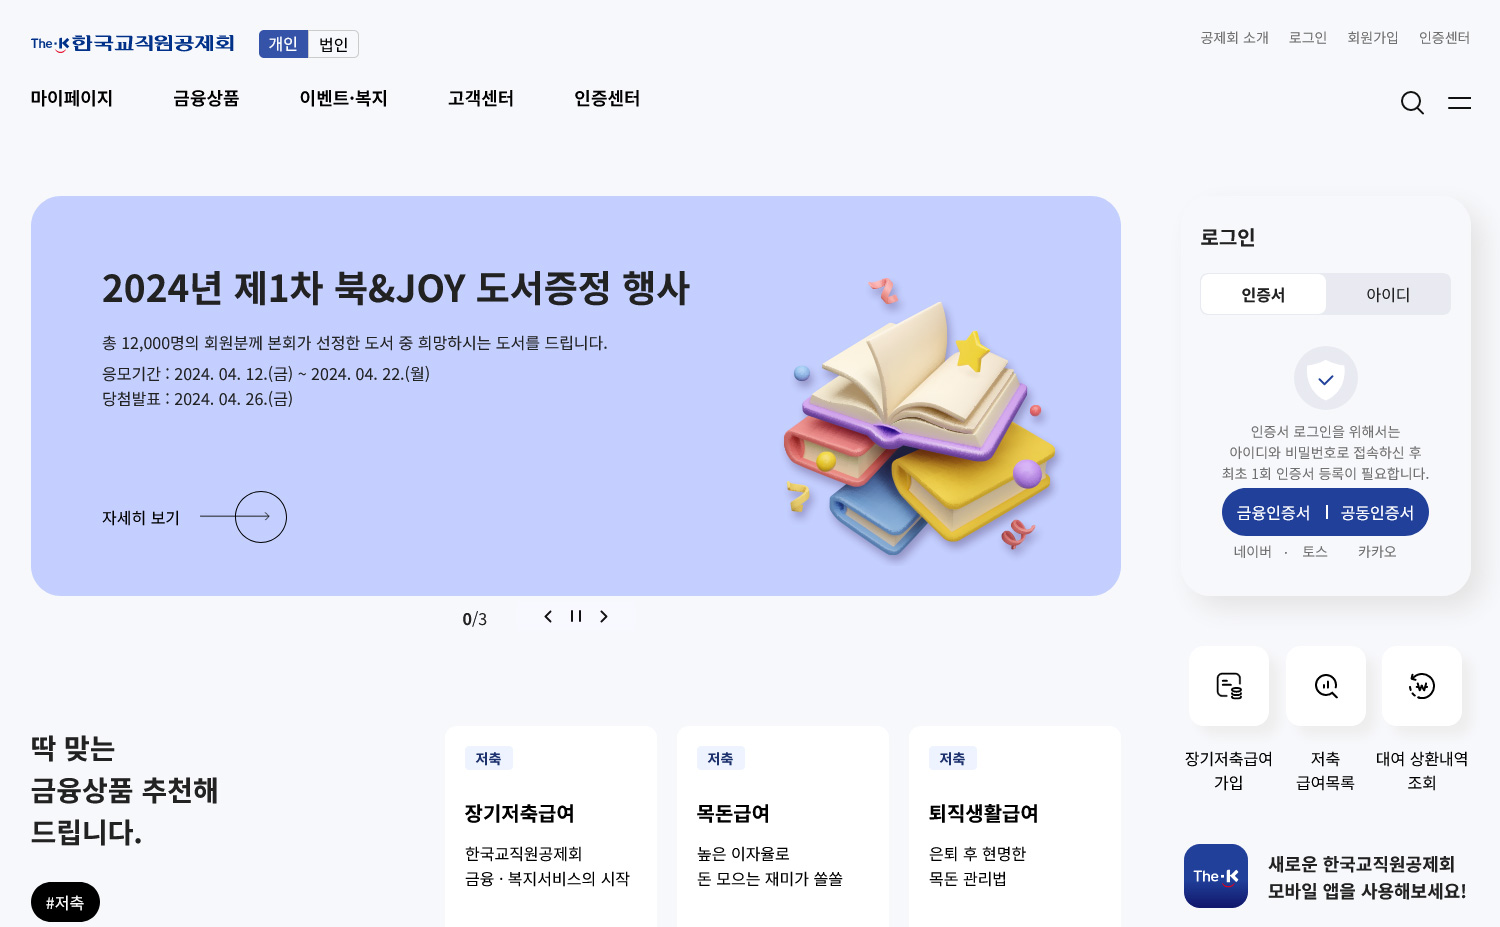 The·K한국교직원공제회
개인
법인
공제회 소개
로그인
회원가입
인증센터
마이페이지
금융상품
이벤트·복지
고객센터
인증센터
2024년 제1차 북&JOY 도서증정 행사
총 12,000명의 회원분께 본회가 선정한 도서 중 희망하시는 도서를 드립니다.
응모기간 : 2024. 04. 12.(금) ~ 2024. 04. 22.(월)
당첨발표 : 2024. 04. 26.(금)
자세히 보기
0/3
로그인
인증서
아이디
인증서 로그인을 위해서는
아이디와 비밀번호로 접속하신 후
최초 1회 인증서 등록이 필요합니다.
금융인증서 | 공동인증서
네이버 · 토스 카카오
장기저축급여
가입
저축
급여목록
대여 상환내역
조회
The·K
새로운 한국교직원공제회
모바일 앱을 사용해보세요!
딱 맞는
금융상품 추천해
드립니다.
#저축
저축
장기저축급여
한국교직원공제회
금융 · 복지서비스의 시작
저축
목돈급여
높은 이자율로
돈 모으는 재미가 쏠쏠
저축
퇴직생활급여
은퇴 후 현명한
목돈 관리법